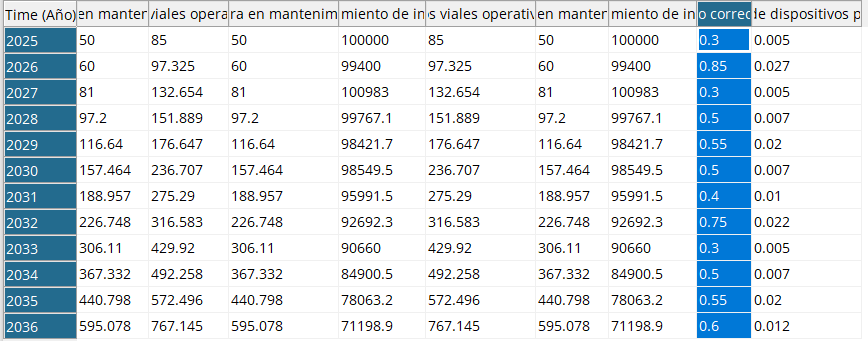 Time (Año) en manten viales opera ra en mantenim miento de in os viales operativ en manten miento de in o correc de dispositivos p
2025 50 85 50 100000 85 50 100000 0.3 0.005
2026 60 97.325 60 99400 97.325 60 99400 0.85 0.027
2027 81 132.654 81 100983 132.654 81 100983 0.3 0.005
2028 97.2 151.889 97.2 99767.1 151.889 97.2 99767.1 0.5 0.007
2029 116.64 176.647 116.64 98421.7 176.647 116.64 98421.7 0.55 0.02
2030 157.464 236.707 157.464 98549.5 236.707 157.464 98549.5 0.5 0.007
2031 188.957 275.29 188.957 95991.5 275.29 188.957 95991.5 0.4 0.01
2032 226.748 316.583 226.748 92692.3 316.583 226.748 92692.3 0.75 0.022
2033 306.11 429.92 306.11 90660 429.92 306.11 90660 0.3 0.005
2034 367.332 492.258 367.332 84900.5 492.258 367.332 84900.5 0.5 0.007
2035 440.798 572.496 440.798 78063.2 572.496 440.798 78063.2 0.55 0.02
2036 595.078 767.145 595.078 71198.9 767.145 595.078 71198.9 0.6 0.012